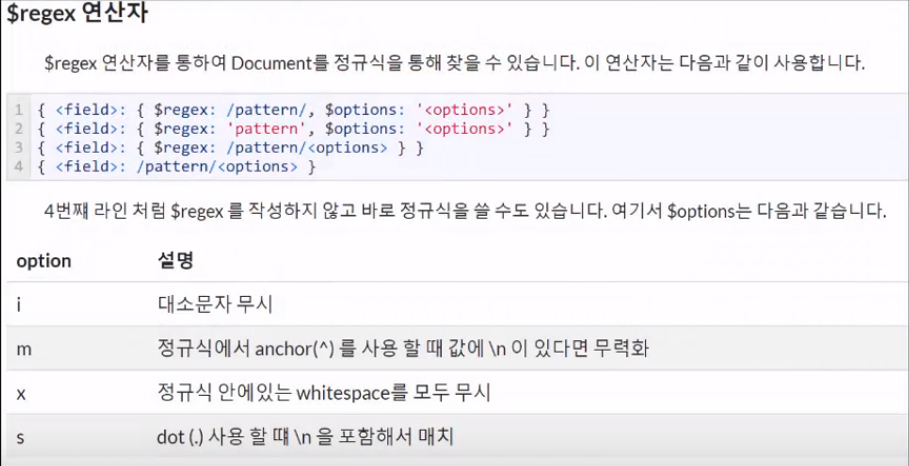 $regex 연산자
$regex 연산자를 통하여 Document를 정규식을 통해 찾을 수 있습니다. 이 연산자는 다음과 같이 사용합니다.
1 { <field>: { $regex: /pattern/, $options: '<options>' } }
2 { <field>: { $regex: 'pattern', $options: '<options>' } }
3 { <field>: { $regex: /pattern/<options> } }
4 { <field>: /pattern/<options> }
4번쨰 라인 처럼 $regex 를 작성하지 않고 바로 정규식을 쓸 수도 있습니다. 여기서 $options는 다음과 같습니다.
option 설명
i 대소문자 무시
m 정규식에서 anchor(^) 를 사용 할 때 값에 \n 이 있다면 무력화
x 정규식 안에있는 whitespace를 모두 무시
s dot (.) 사용 할 떄 \n 을 포함해서 매치